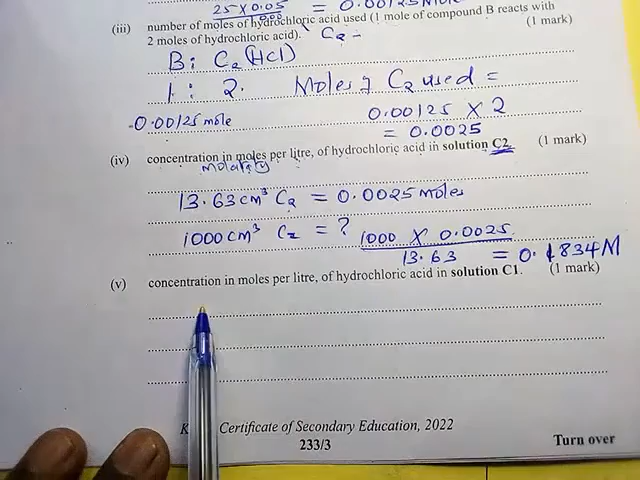 25 X 0.05 = 0.00125 Mole
(iii) number of moles of hydrochloric acid used (1 mole of compound B reacts with
2 moles of hydrochloric acid). C2 = (1 mark)
B : C2 (HCl)
1 : 2. Moles of C2 used =
0.00125 mole 0.00125 X 2
= 0.0025
(iv) concentration in moles per litre, of hydrochloric acid in solution C2 (1 mark)
molarity
13.63 cm³ C2 = 0.0025 moles
1000 cm³ C2 = ? 1000 X 0.0025
13.63 = 0.1834 M
(v) concentration in moles per litre, of hydrochloric acid in solution C1. (1 mark)
Certificate of Secondary Education, 2022
233/3
Turn over